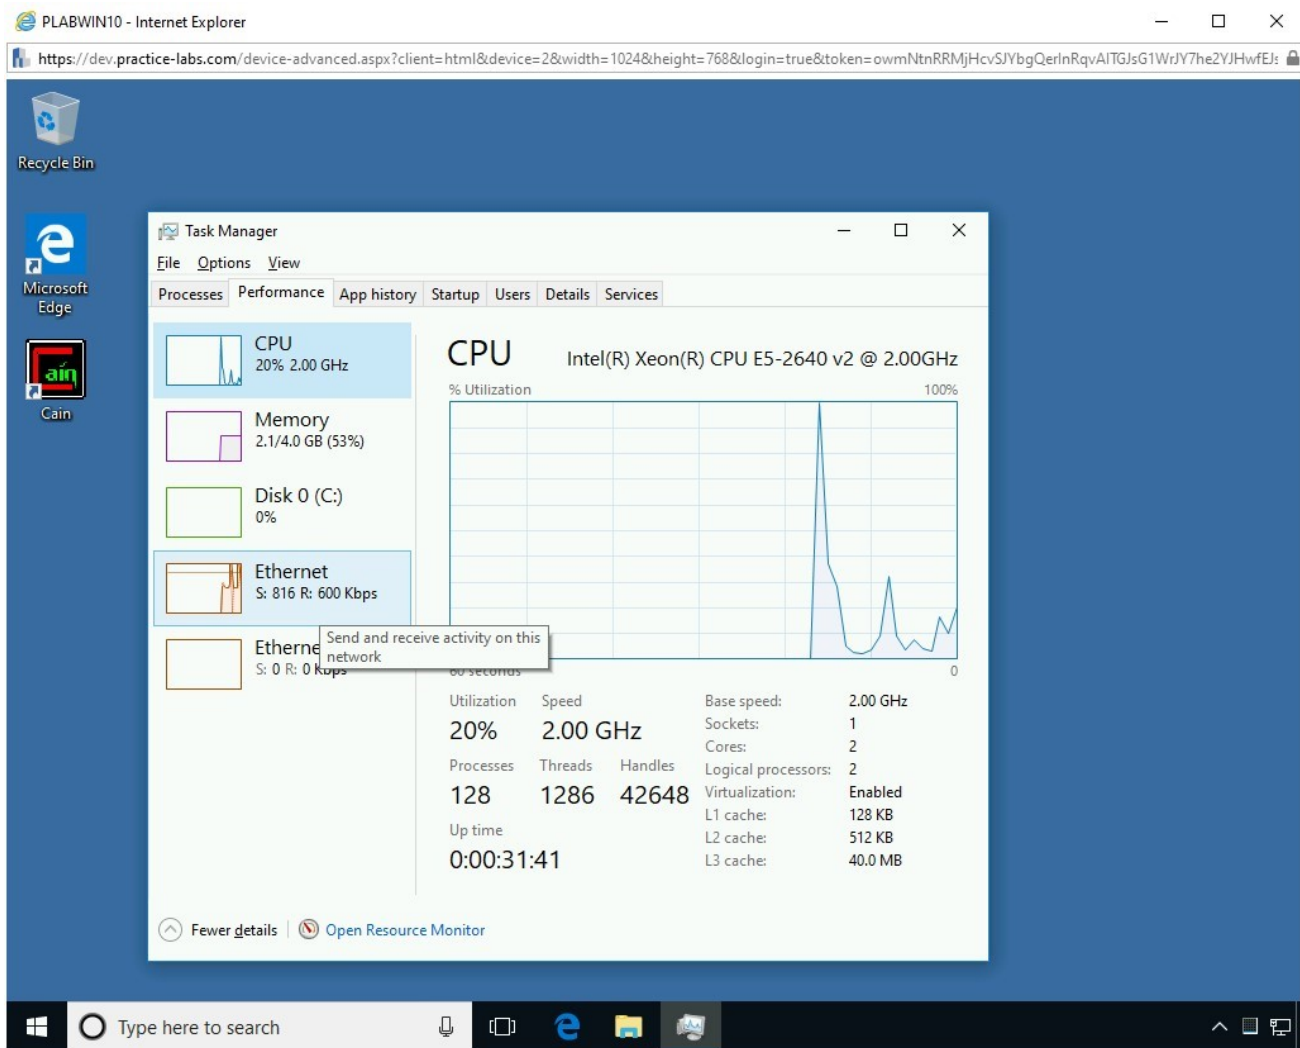 PLABWIN10 - Internet Explorer
https://dev.practice-labs.com/device-advanced.aspx?client=html&device=2&width=1024&height=768&login=true&token=
Recycle Bin
Microsoft
Edge
Cain
Cain
Task Manager
File Options View
Processes Performance App history Startup Users Details Services
CPU
20% 2.00 GHz
Memory
2.1/4.0 GB (53%)
Disk 0 (C:)
0%
Ethernet
S: 816 R: 600 Kbps
S: 0 R: 0 Kbps
Send and receive activity on this
network
CPU Intel(R) Xeon(R) CPU E5-2640 v2 @ 2.00GHz
% Utilization 100%
60 seconds 0
Utilization Speed
20% 2.00 GHz
Processes Threads Handles
128 1286 42648
Up time
0:00:31:41
Base speed: 2.00 GHz
Sockets: 1
Cores: 2
Logical processors: 2
Virtualization: Enabled
L1 cache: 128 KB
L2 cache: 512 KB
L3 cache: 40.0 MB
Fewer details Open Resource Monitor
Type here to search